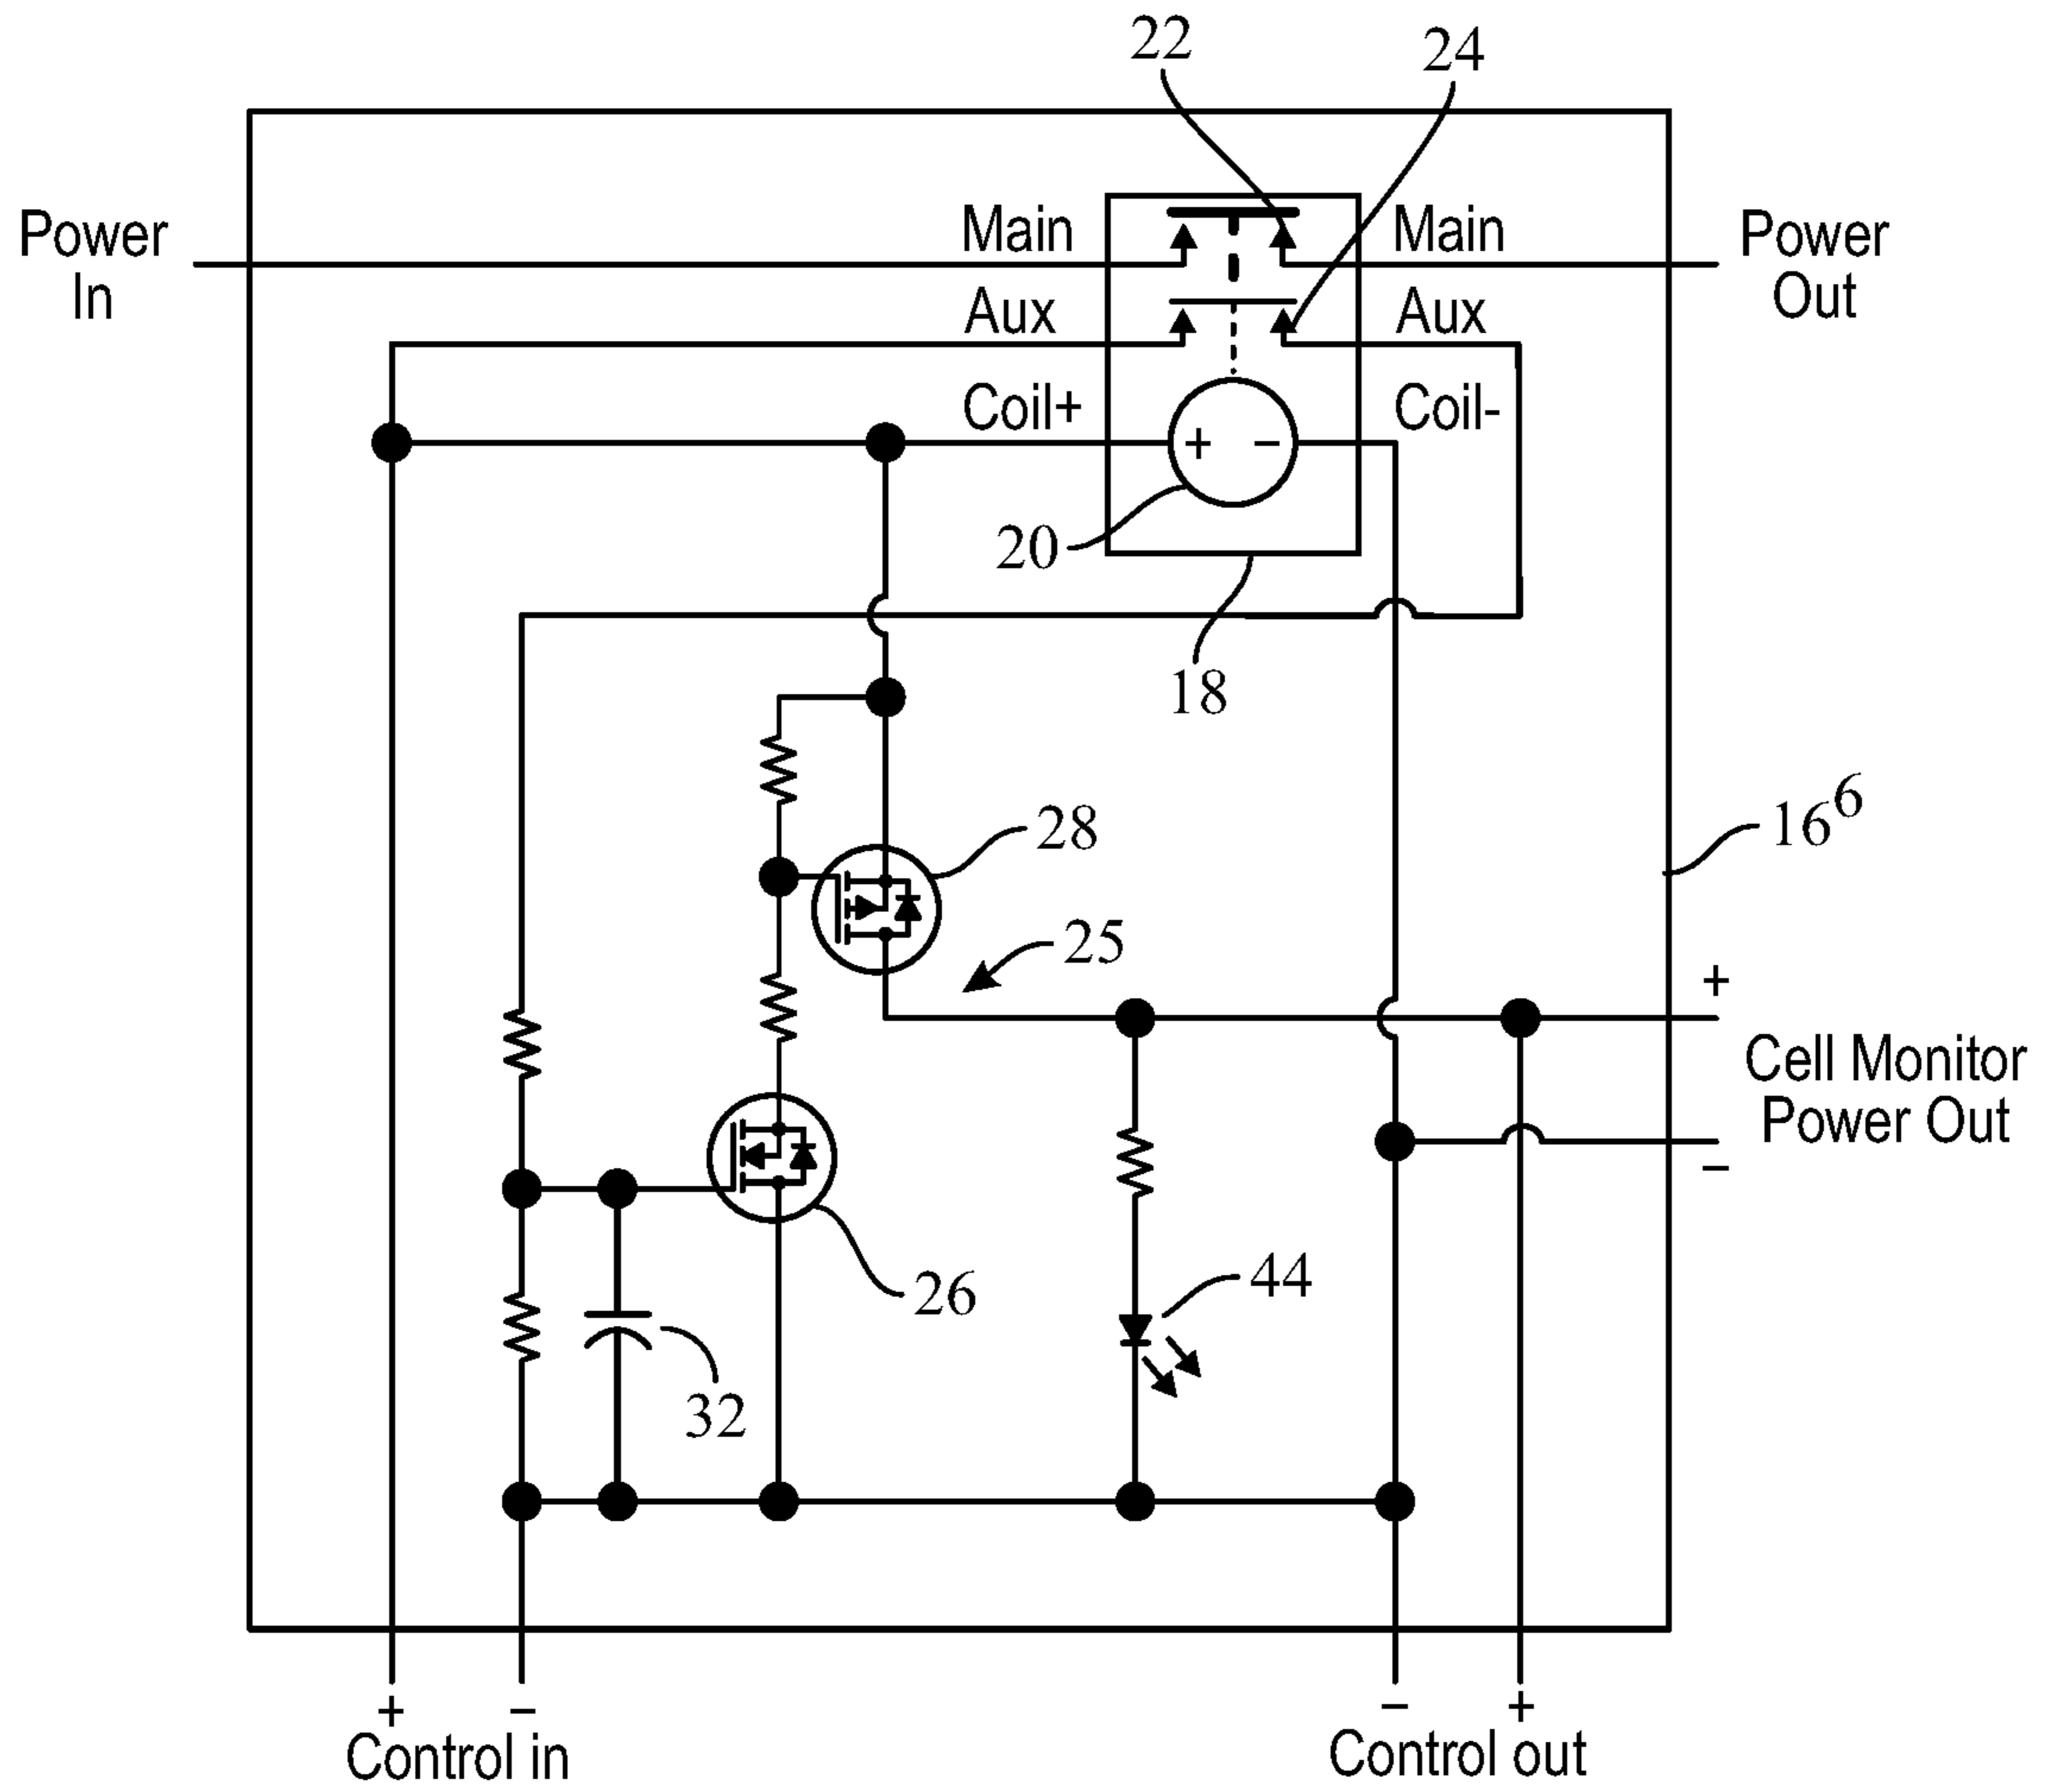 22
24
Power
In
Main
Main
Power
Out
Aux
Aux
Coil+
Coil-
+ −
20
18
28
16 6
25
+
Cell Monitor
Power Out
−
26
44
32
+ −
Control in
− +
Control out